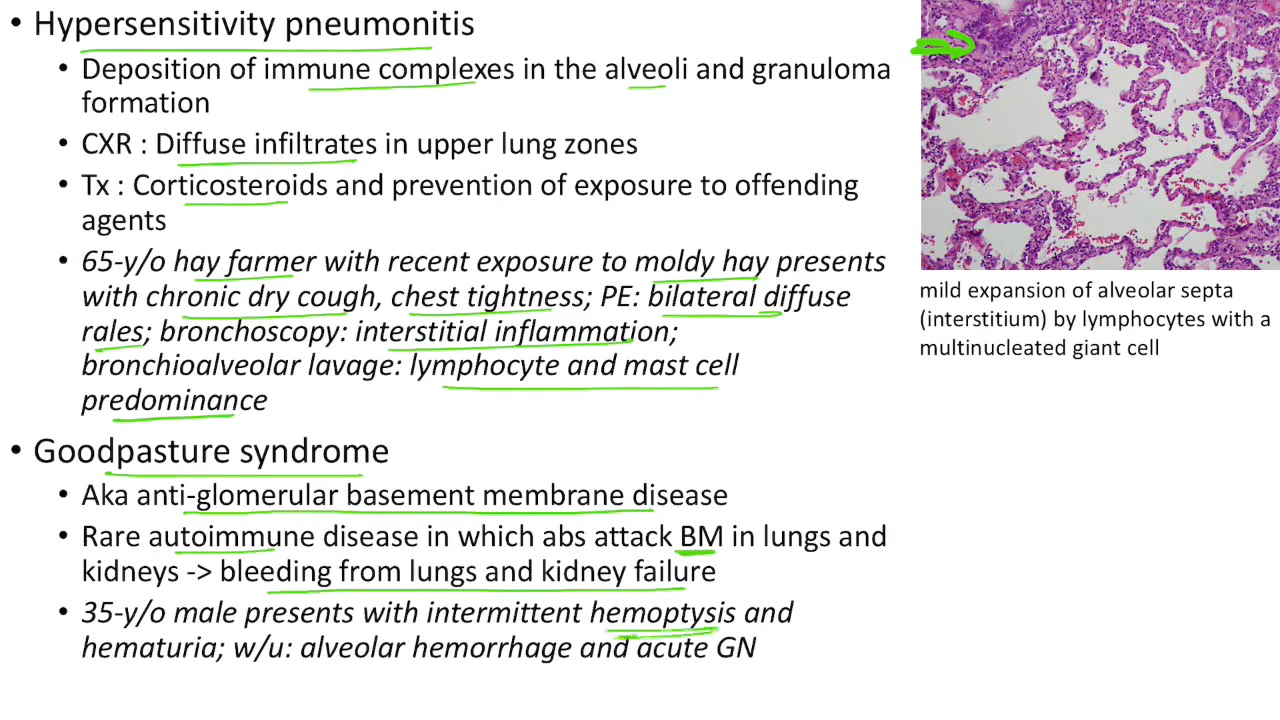 • Hypersensitivity pneumonitis
• Deposition of immune complexes in the alveoli and granuloma
formation
• CXR : Diffuse infiltrates in upper lung zones
• Tx : Corticosteroids and prevention of exposure to offending
agents
• 65-y/o hay farmer with recent exposure to moldy hay presents
with chronic dry cough, chest tightness; PE: bilateral diffuse
rales; bronchoscopy: interstitial inflammation;
bronchioalveolar lavage: lymphocyte and mast cell
predominance
• Goodpasture syndrome
• Aka anti-glomerular basement membrane disease
• Rare autoimmune disease in which abs attack BM in lungs and
kidneys -> bleeding from lungs and kidney failure
• 35-y/o male presents with intermittent hemoptysis and
hematuria; w/u: alveolar hemorrhage and acute GN
mild expansion of alveolar septa
(interstitium) by lymphocytes with a
multinucleated giant cell